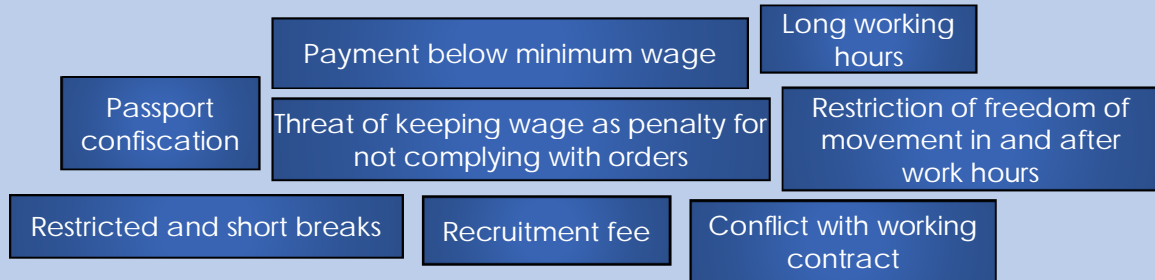 Payment below minimum wage
Long working
hours
Passport
confiscation
Threat of keeping wage as penalty for
not complying with orders
Restriction of freedom of
movement in and after
work hours
Restricted and short breaks
Recruitment fee
Conflict with working
contract